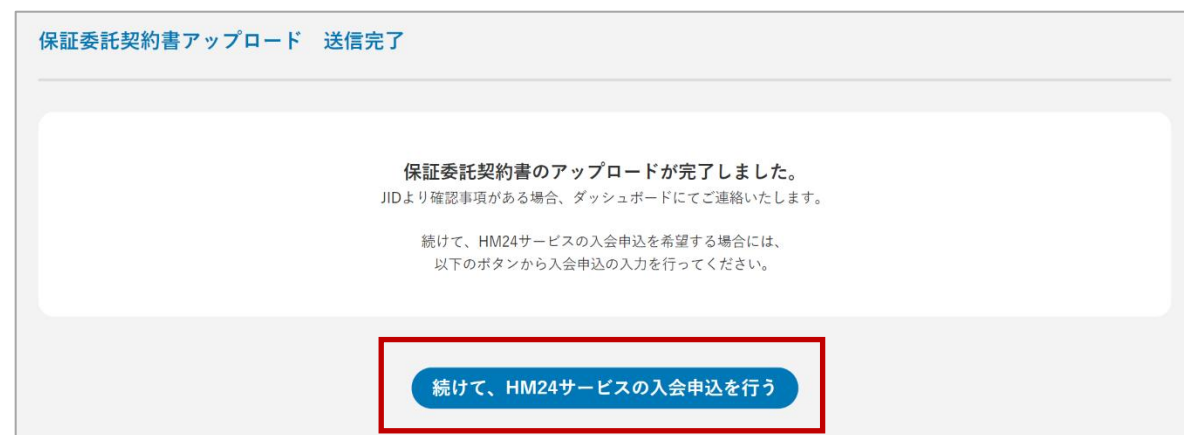 保証委託契約書アップロード　送信完了
保証委託契約書のアップロードが完了しました。
JIDより確認事項がある場合、ダッシュボードにてご連絡いたします。
続けて、HM24サービスの入会申込を希望する場合には、
以下のボタンから入会申込の入力を行ってください。
続けて、HM24サービスの入会申込を行う